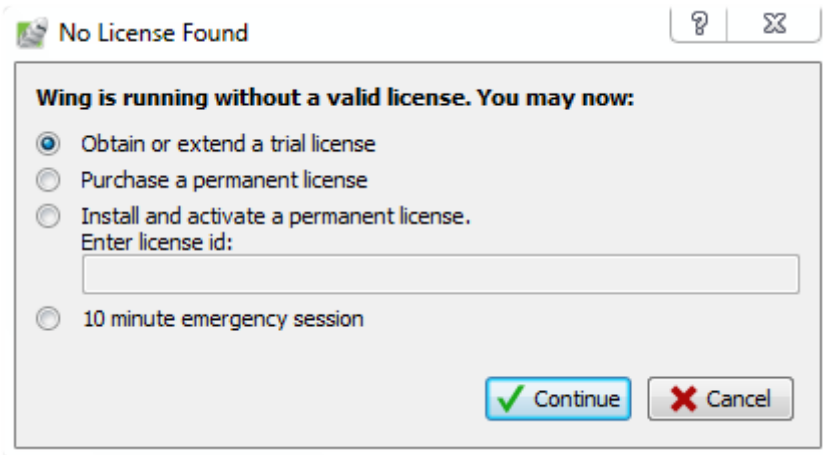 No License Found
Wing is running without a valid license. You may now:
Obtain or extend a trial license
Purchase a permanent license
Install and activate a permanent license.
Enter license id:
10 minute emergency session
Continue
Cancel